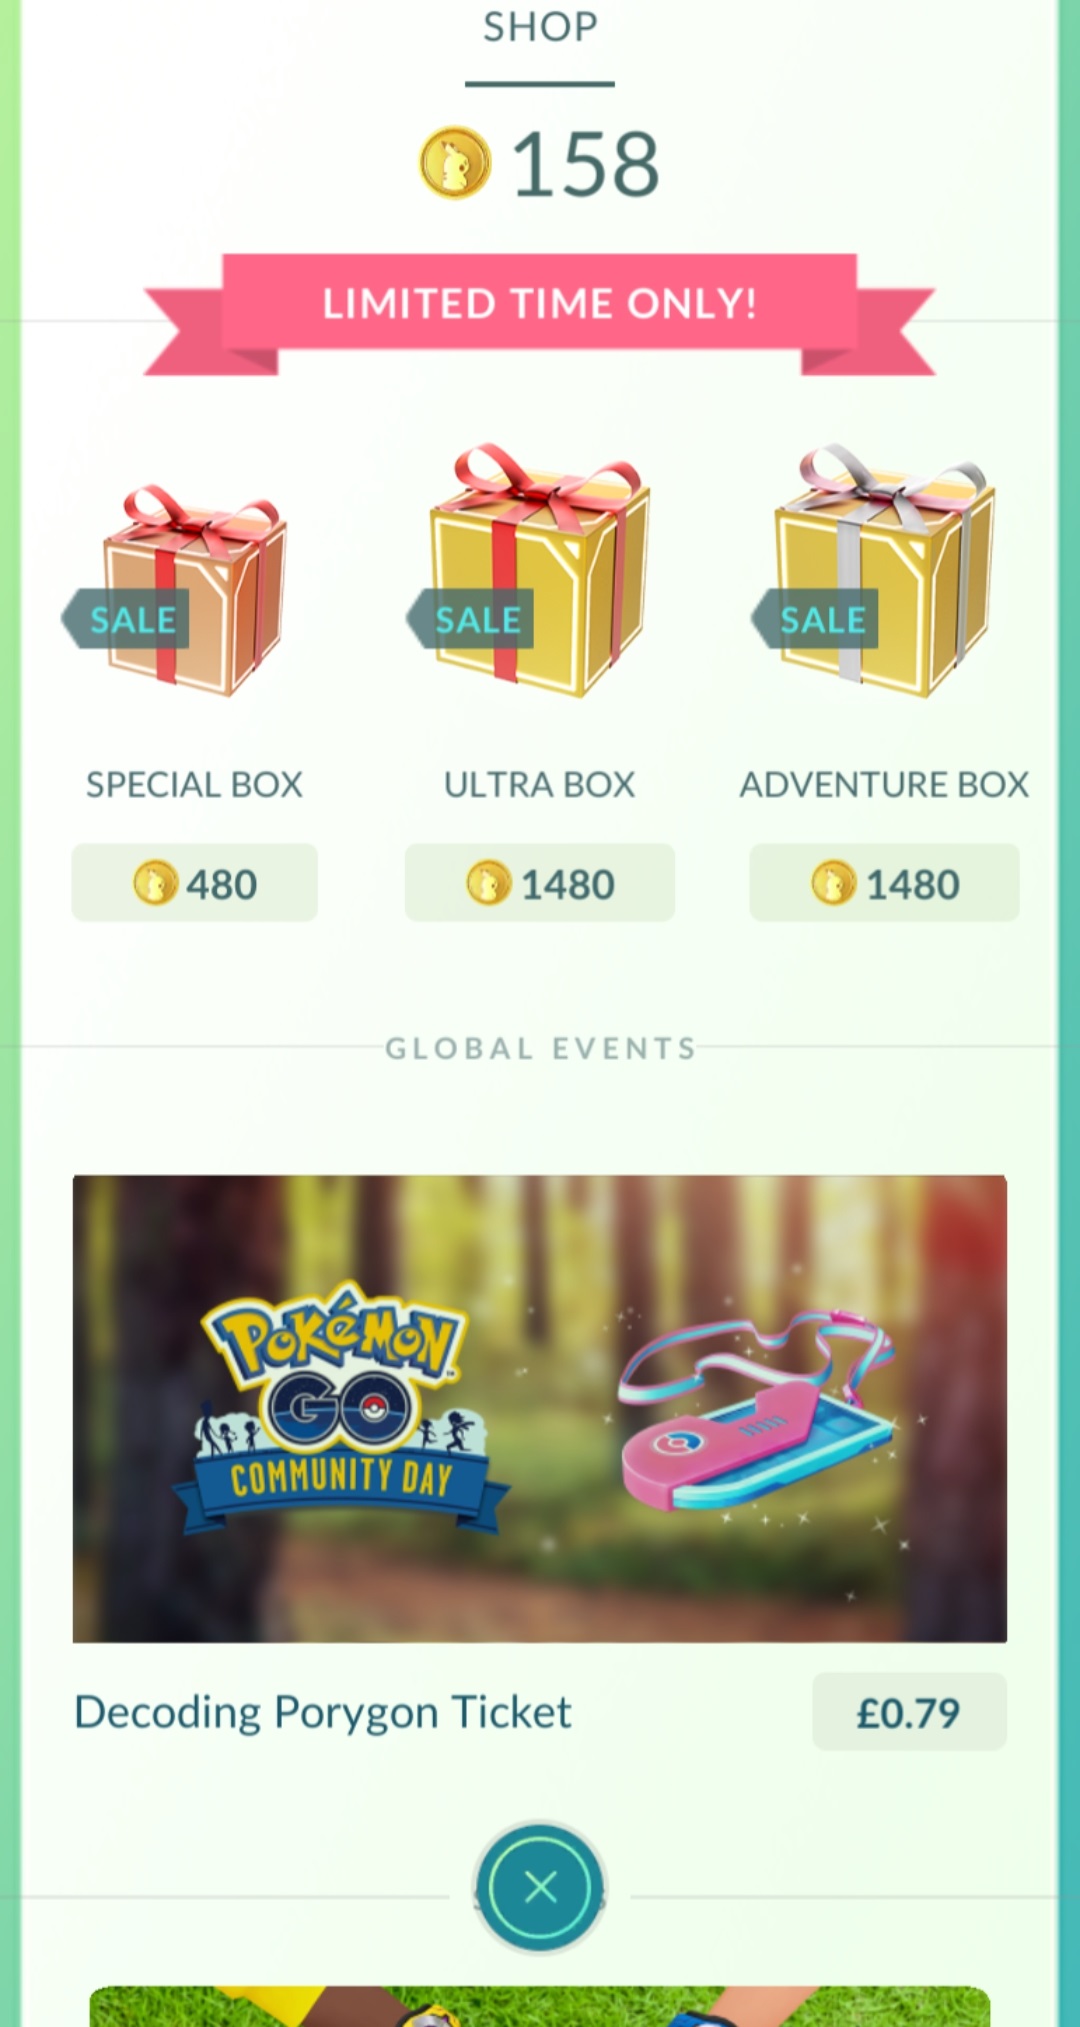 SHOP
158
LIMITED TIME ONLY!
SALE SALE SALE
SPECIAL BOX ULTRA BOX ADVENTURE BOX
480 1480 1480
GLOBAL EVENTS
POKéMON
GO
COMMUNITY DAY
Decoding Porygon Ticket £0.79